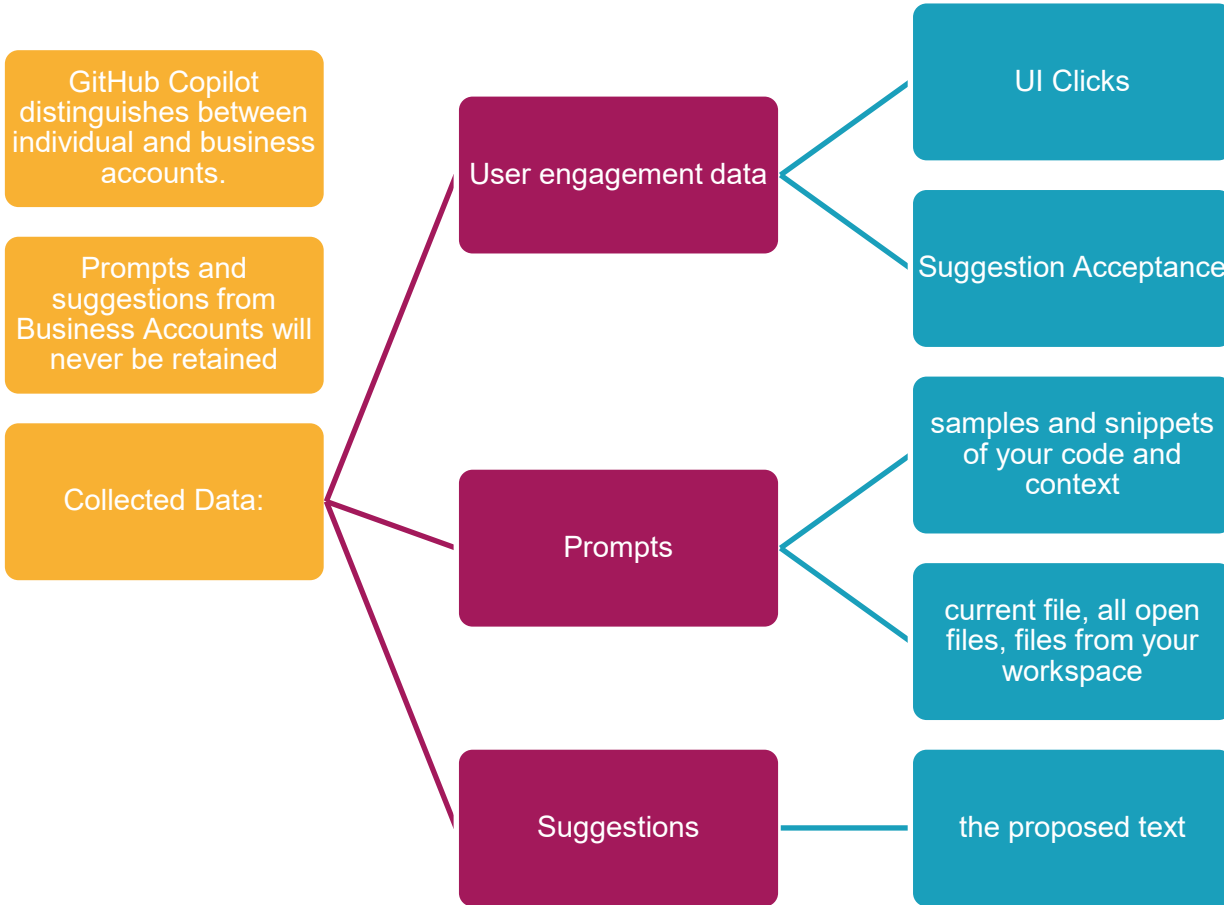 GitHub Copilot
distinguishes between
individual and business
accounts.
Prompts and
suggestions from
Business Accounts will
never be retained
Collected Data:
User engagement data
Prompts
Suggestions
UI Clicks
Suggestion Acceptance
samples and snippets
of your code and
context
current file, all open
files, files from your
workspace
the proposed text